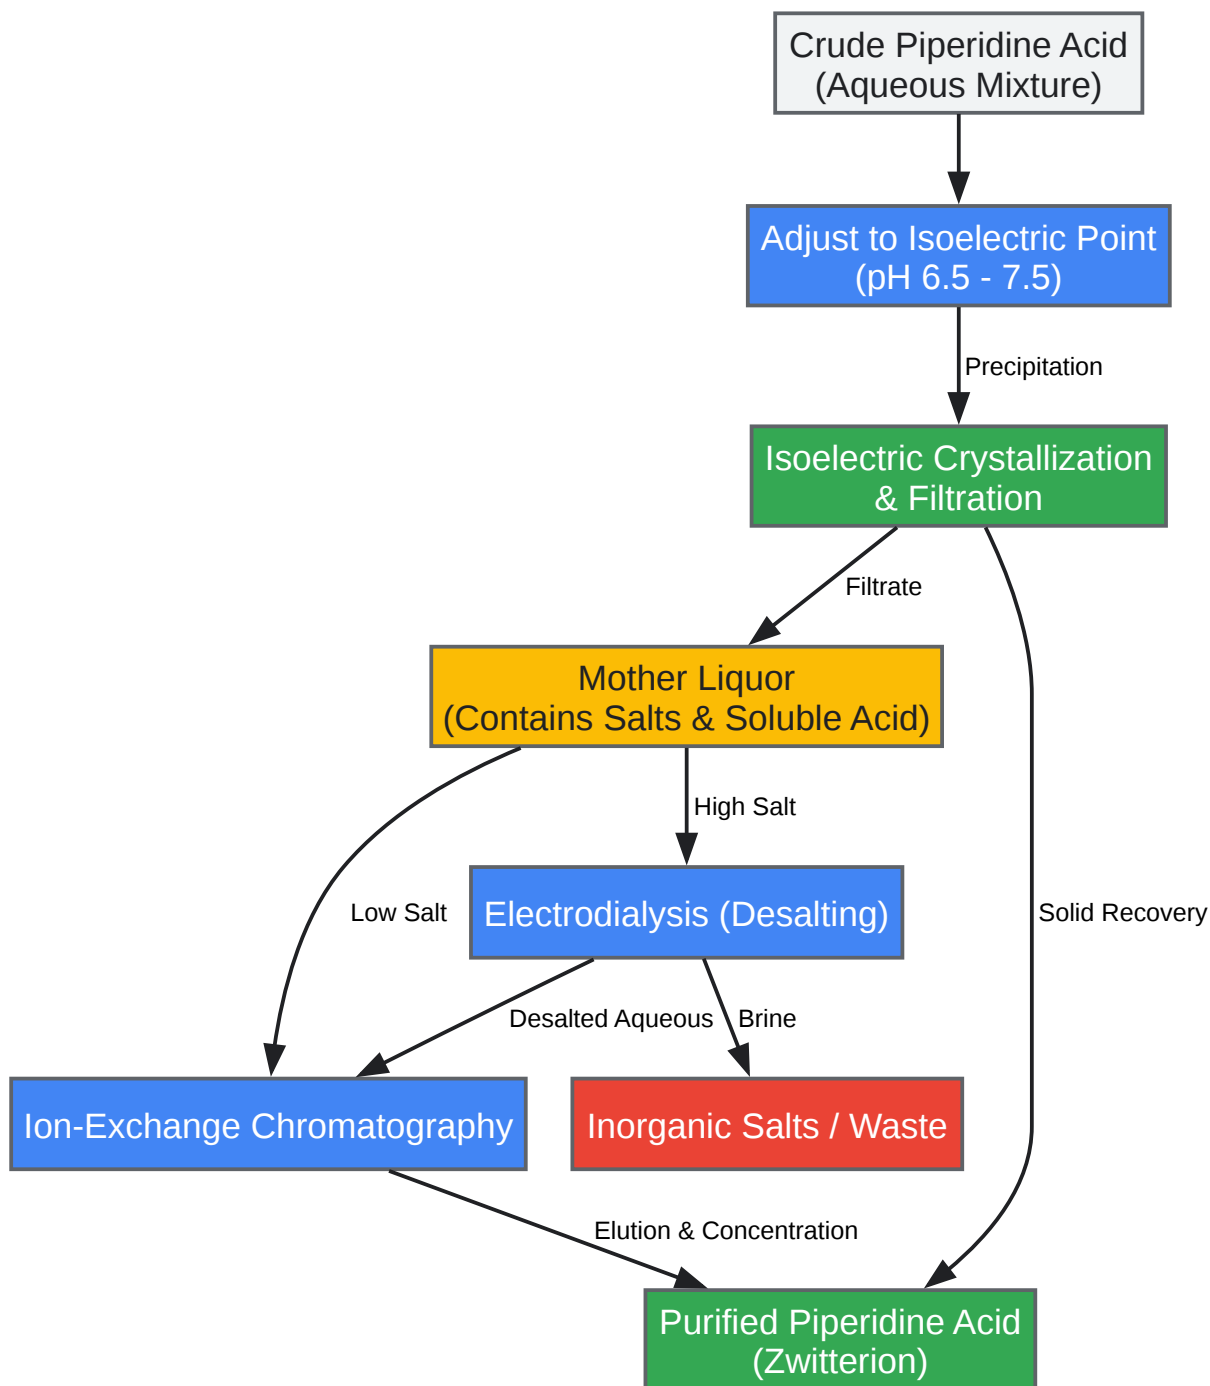 Crude Piperidine Acid
(Aqueous Mixture)
Adjust to Isoelectric Point
(pH 6.5 - 7.5)
Precipitation
Isoelectric Crystallization
& Filtration
Filtrate
Mother Liquor
(Contains Salts & Soluble Acid)
High Salt
Low Salt
Electrodialysis (Desalting)
Solid Recovery
Desalted Aqueous
Brine
Ion-Exchange Chromatography
Inorganic Salts / Waste
Elution & Concentration
Purified Piperidine Acid
(Zwitterion)